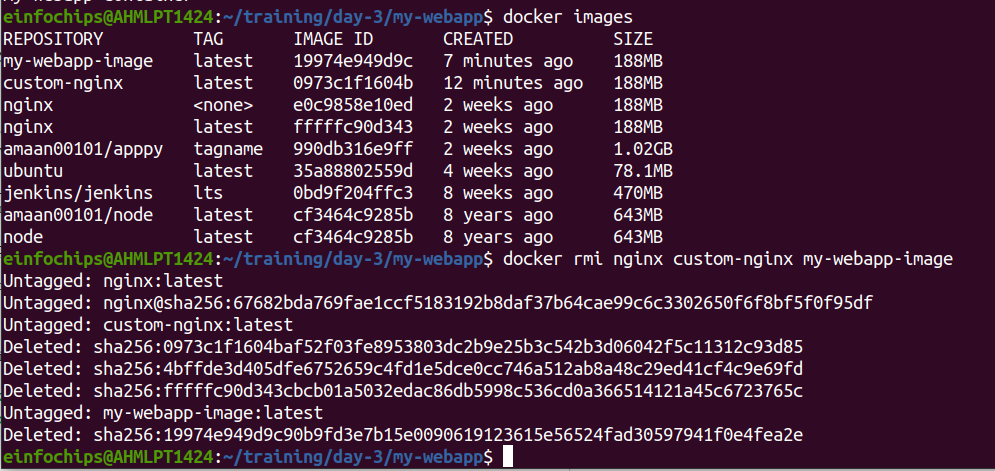 einfochips@AHMLPT1424:~/training/day-3/my-webapp$ docker images
REPOSITORY TAG IMAGE ID CREATED SIZE
my-webapp-image latest 19974e949d9c 7 minutes ago 188MB
custom-nginx latest 0973c1f1604b 12 minutes ago 188MB
nginx <none> e0c9858e10ed 2 weeks ago 188MB
nginx latest fffffc90d343 2 weeks ago 188MB
amaan00101/apppy tagname 990db316e9ff 2 weeks ago 1.02GB
ubuntu latest 35a88802559d 4 weeks ago 78.1MB
jenkins/jenkins lts 0bd9f204ffc3 8 weeks ago 470MB
amaan00101/node latest cf3464c9285b 8 years ago 643MB
node latest cf3464c9285b 8 years ago 643MB
einfochips@AHMLPT1424:~/training/day-3/my-webapp$ docker rmi nginx custom-nginx my-webapp-image
Untagged: nginx:latest
Untagged: nginx@sha256:67682bda769fae1ccf5183192b8daf37b64cae99c6c3302650f6f8bf5f0f95df
Untagged: custom-nginx:latest
Deleted: sha256:0973c1f1604baf52f03fe8953803dc2b9e25b3c542b3d06042f5c11312c93d85
Deleted: sha256:4bffde3d405dfe6752659c4fd1e5dce0cc746a512ab8a48c29ed41cf4c9e69fd
Deleted: sha256:fffffc90d343cbcb01a5032edac86db5998c536cd0a366514121a45c6723765c
Untagged: my-webapp-image:latest
Deleted: sha256:19974e949d9c90b9fd3e7b15e0090619123615e56524fad30597941f0e4fea2e
einfochips@AHMLPT1424:~/training/day-3/my-webapp$